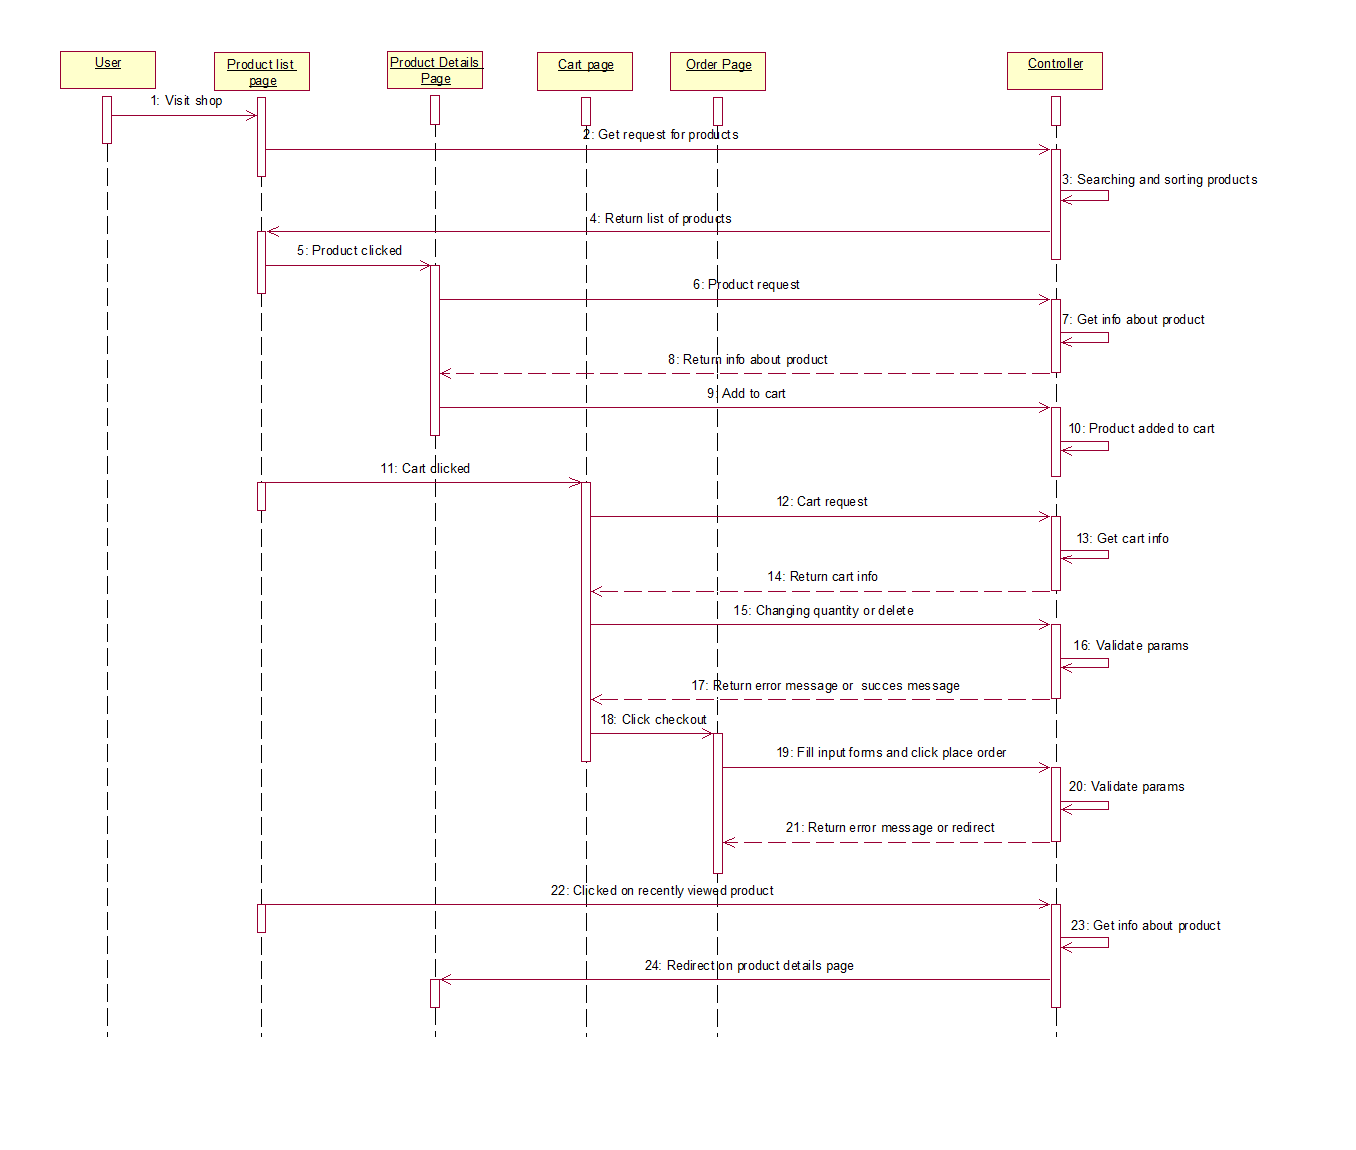 User
Product list
page
Product Details
Page
Cart page
Order Page
Controller
1: Visit shop
2: Get request for products
3: Searching and sorting products
4: Return list of products
5: Product clicked
6: Product request
7: Get info about product
8: Return info about product
9: Add to cart
10: Product added to cart
11: Cart clicked
12: Cart request
13: Get cart info
14: Return cart info
15: Changing quantity or delete
16: Validate params
17: Return error message or succes message
18: Click checkout
19: Fill input forms and click place order
20: Validate params
21: Return error message or redirect
22: Clicked on recently viewed product
23: Get info about product
24: Redirect on product details page